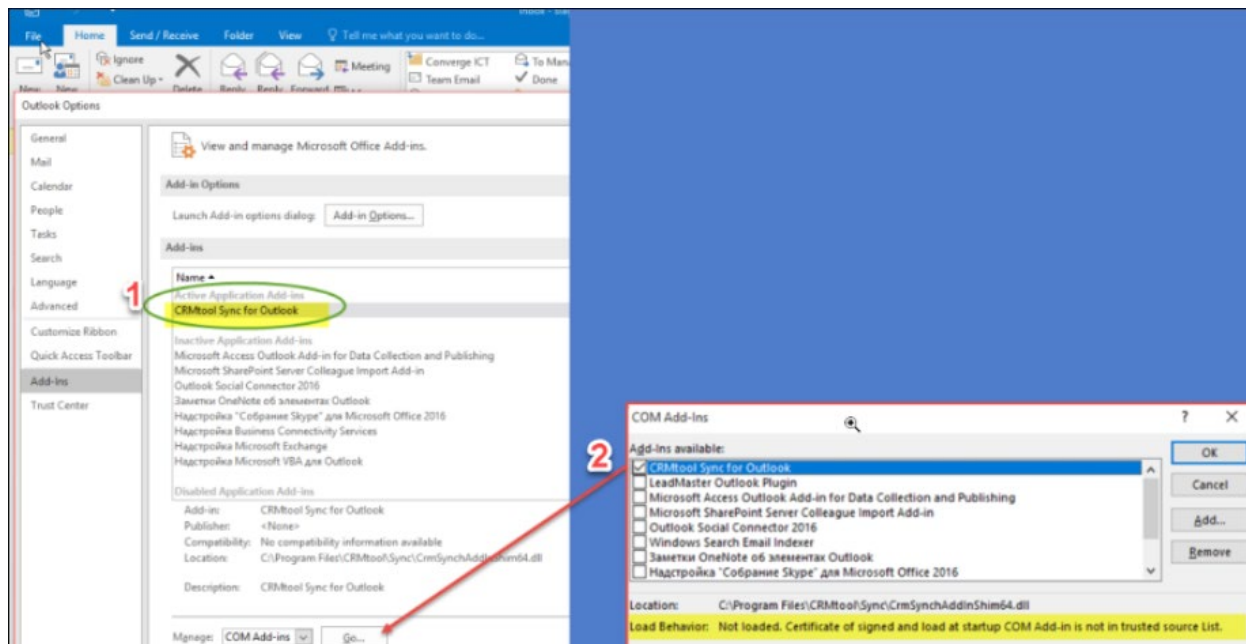 File Home Send / Receive Folder View Tell me what you want to do...
Ignore
Clean Up
Meeting
Converge ICT
To Mana
Team Email
Done
New New Delete Reply Reply Forward
Outlook Options
General
Mail
Calendar
People
Tasks
Search
Language
Advanced
Customize Ribbon
Quick Access Toolbar
Add-Ins
Trust Center
View and manage Microsoft Office Add-ins.
Add-in Options
Launch Add-in options dialog: Add-in Options...
Add-ins
Name
1
Active Application Add-ins
CRMtool Sync for Outlook
Inactive Application Add-ins
Microsoft Access Outlook Add-in for Data Collection and Publishing
Microsoft SharePoint Server Colleague Import Add-in
Outlook Social Connector 2016
Заметки OneNote об элементах Outlook
Надстройка "Собрание Skype" для Microsoft Office 2016
Надстройка Business Connectivity Services
Надстройка Microsoft Exchange
Надстройка Microsoft VBA для Outlook
Disabled Application Add-ins
Add-in: CRMtool Sync for Outlook
Publisher: <None>
Compatibility: No compatibility information available
Location: C:\Program Files\CRMtool\Sync\CrmSynchAddInShim64.dll
Description: CRMtool Sync for Outlook
Manage: COM Add-ins Go...
2
COM Add-Ins ? X
Add-Ins available:
CRMtool Sync for Outlook
LeadMaster Outlook Plugin
Microsoft Access Outlook Add-in for Data Collection and Publishing
Microsoft SharePoint Server Colleague Import Add-in
Outlook Social Connector 2016
Windows Search Email Indexer
Заметки OneNote об элементах Outlook
Надстройка "Собрание Skype" для Microsoft Office 2016
OK
Cancel
Add...
Remove
Location: C:\Program Files\CRMtool\Sync\CrmSynchAddInShim64.dll
Load Behavior: Not loaded. Certificate of signed and load at startup COM Add-in is not in trusted source List.